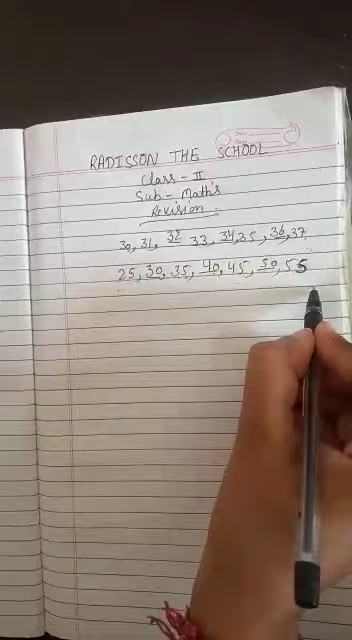 RADISSON THE SCHOOL
Class - II
Sub - Maths
Revision
30, 31, 32 33, 34, 35, 36, 37
25, 30, 35, 40, 45, 50, 55